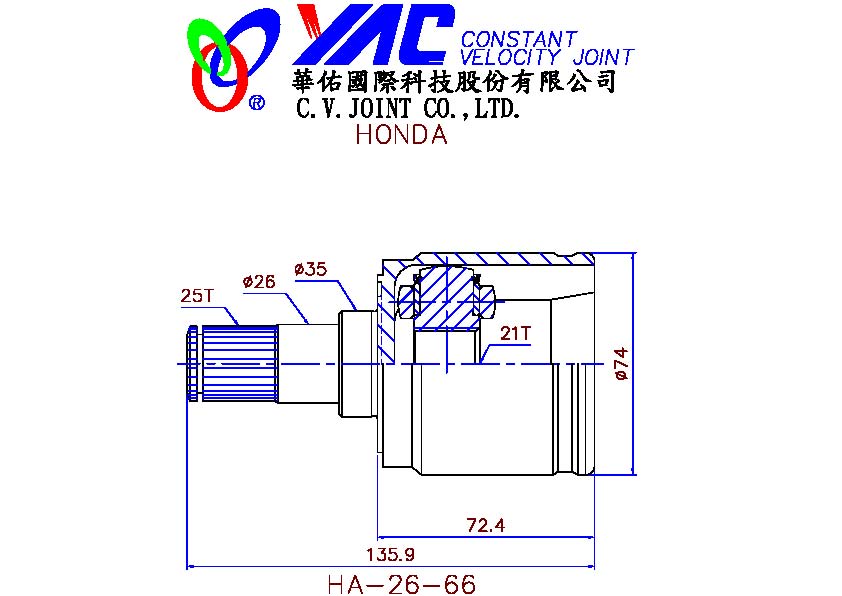 YAC CONSTANT
VELOCITY JOINT
®
華佑國際科技股份有限公司
C.V.JOINT CO.,LTD.
HONDA
ø35
ø26
25T
21T
ø74
72.4
135.9
HA-26-66